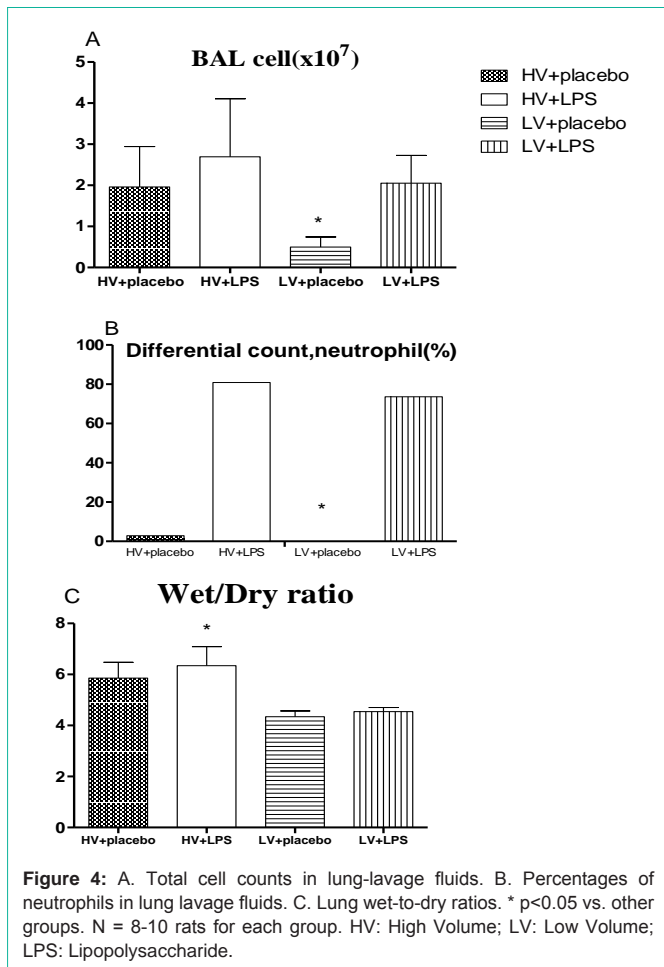 A
BAL cell(x10⁷)
5
4
3
2
1
0
*
HV+placebo HV+LPS LV+placebo LV+LPS
HV+placebo
HV+LPS
LV+placebo
LV+LPS
B
Differential count,neutrophil(%)
100
80
60
40
20
0
*
HV+placebo HV+LPS LV+placebo LV+LPS
C
Wet/Dry ratio
8
6
4
2
0
*
HV+placebo HV+LPS LV+placebo LV+LPS
Figure 4: A. Total cell counts in lung-lavage fluids. B. Percentages of
neutrophils in lung lavage fluids. C. Lung wet-to-dry ratios. * p<0.05 vs. other
groups. N = 8-10 rats for each group. HV: High Volume; LV: Low Volume;
LPS: Lipopolysaccharide.